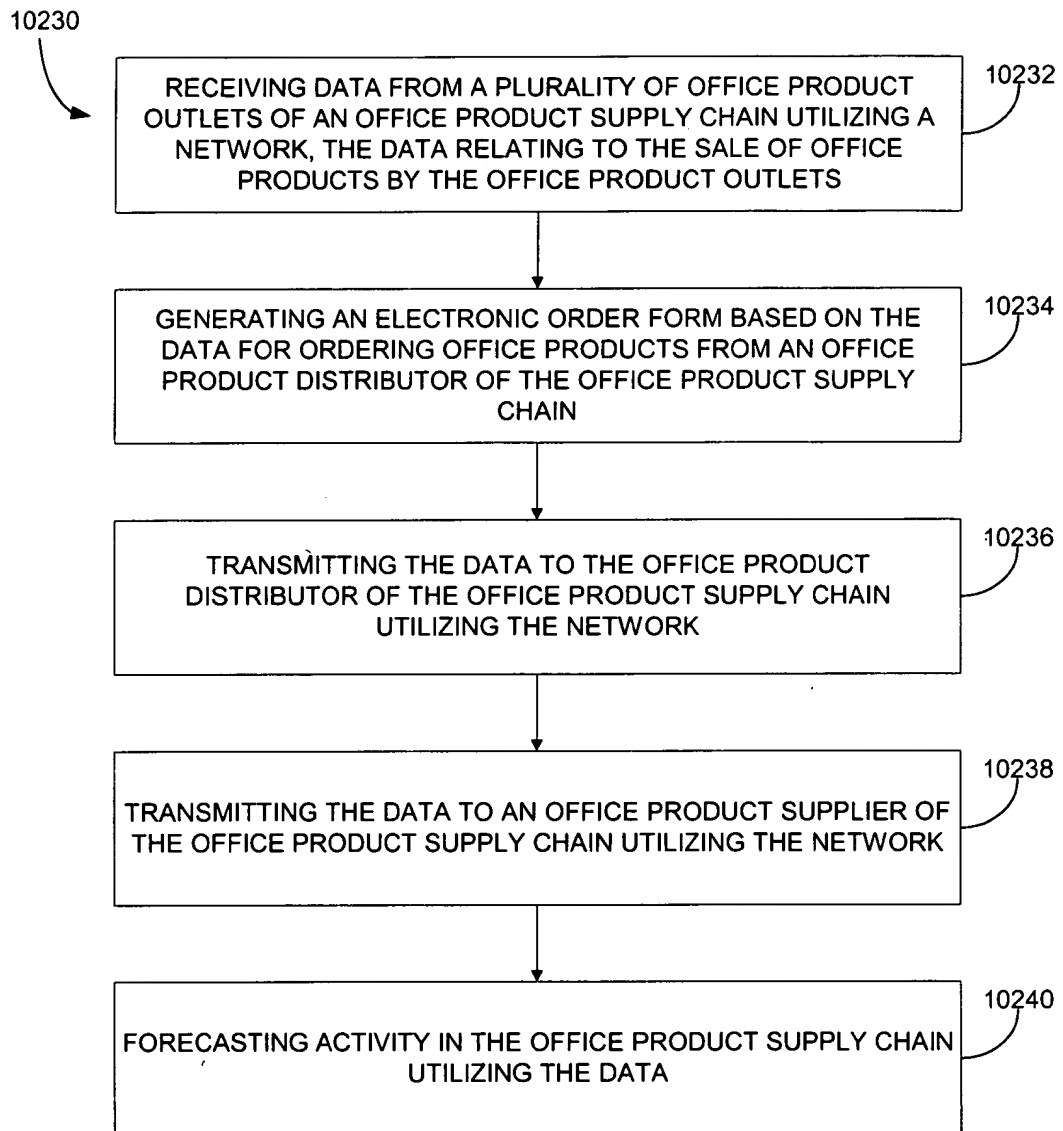 10230
10232
RECEIVING DATA FROM A PLURALITY OF OFFICE PRODUCT
OUTLETS OF AN OFFICE PRODUCT SUPPLY CHAIN UTILIZING A
NETWORK, THE DATA RELATING TO THE SALE OF OFFICE
PRODUCTS BY THE OFFICE PRODUCT OUTLETS
10234
GENERATING AN ELECTRONIC ORDER FORM BASED ON THE
DATA FOR ORDERING OFFICE PRODUCTS FROM AN OFFICE
PRODUCT DISTRIBUTOR OF THE OFFICE PRODUCT SUPPLY
CHAIN
10236
TRANSMITTING THE DATA TO THE OFFICE PRODUCT
DISTRIBUTOR OF THE OFFICE PRODUCT SUPPLY CHAIN
UTILIZING THE NETWORK
10238
TRANSMITTING THE DATA TO AN OFFICE PRODUCT SUPPLIER OF
THE OFFICE PRODUCT SUPPLY CHAIN UTILIZING THE NETWORK
10240
FORECASTING ACTIVITY IN THE OFFICE PRODUCT SUPPLY CHAIN
UTILIZING THE DATA